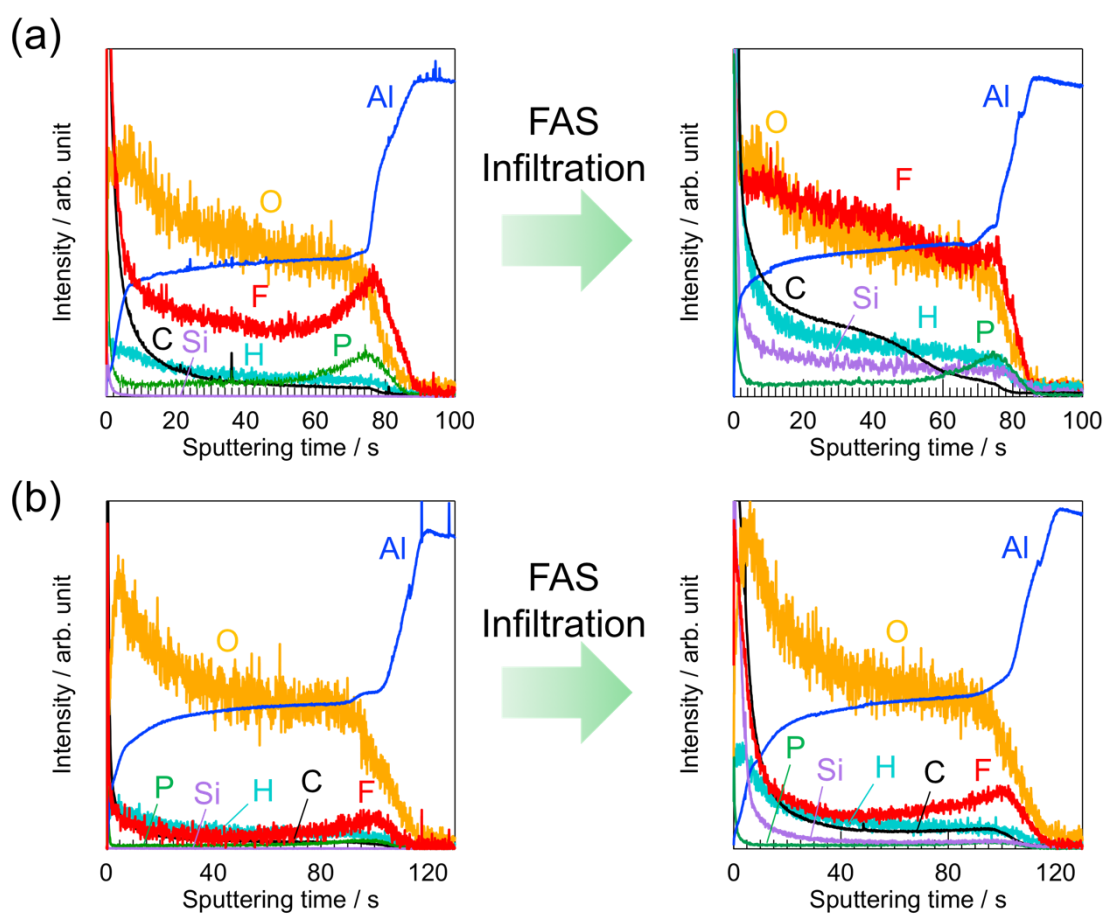 (a)
Intensity / arb. unit
O
F
C
Si
H
P
Al
0 20 40 60 80 100
Sputtering time / s
FAS
Infiltration
Intensity / arb. unit
O
F
C
Si
H
P
Al
0 20 40 60 80 100
Sputtering time / s
(b)
Intensity / arb. unit
O
P
Si
H
C
F
Al
0 40 80 120
Sputtering time / s
FAS
Infiltration
Intensity / arb. unit
O
P
Si
H
C
F
Al
0 40 80 120
Sputtering time / s